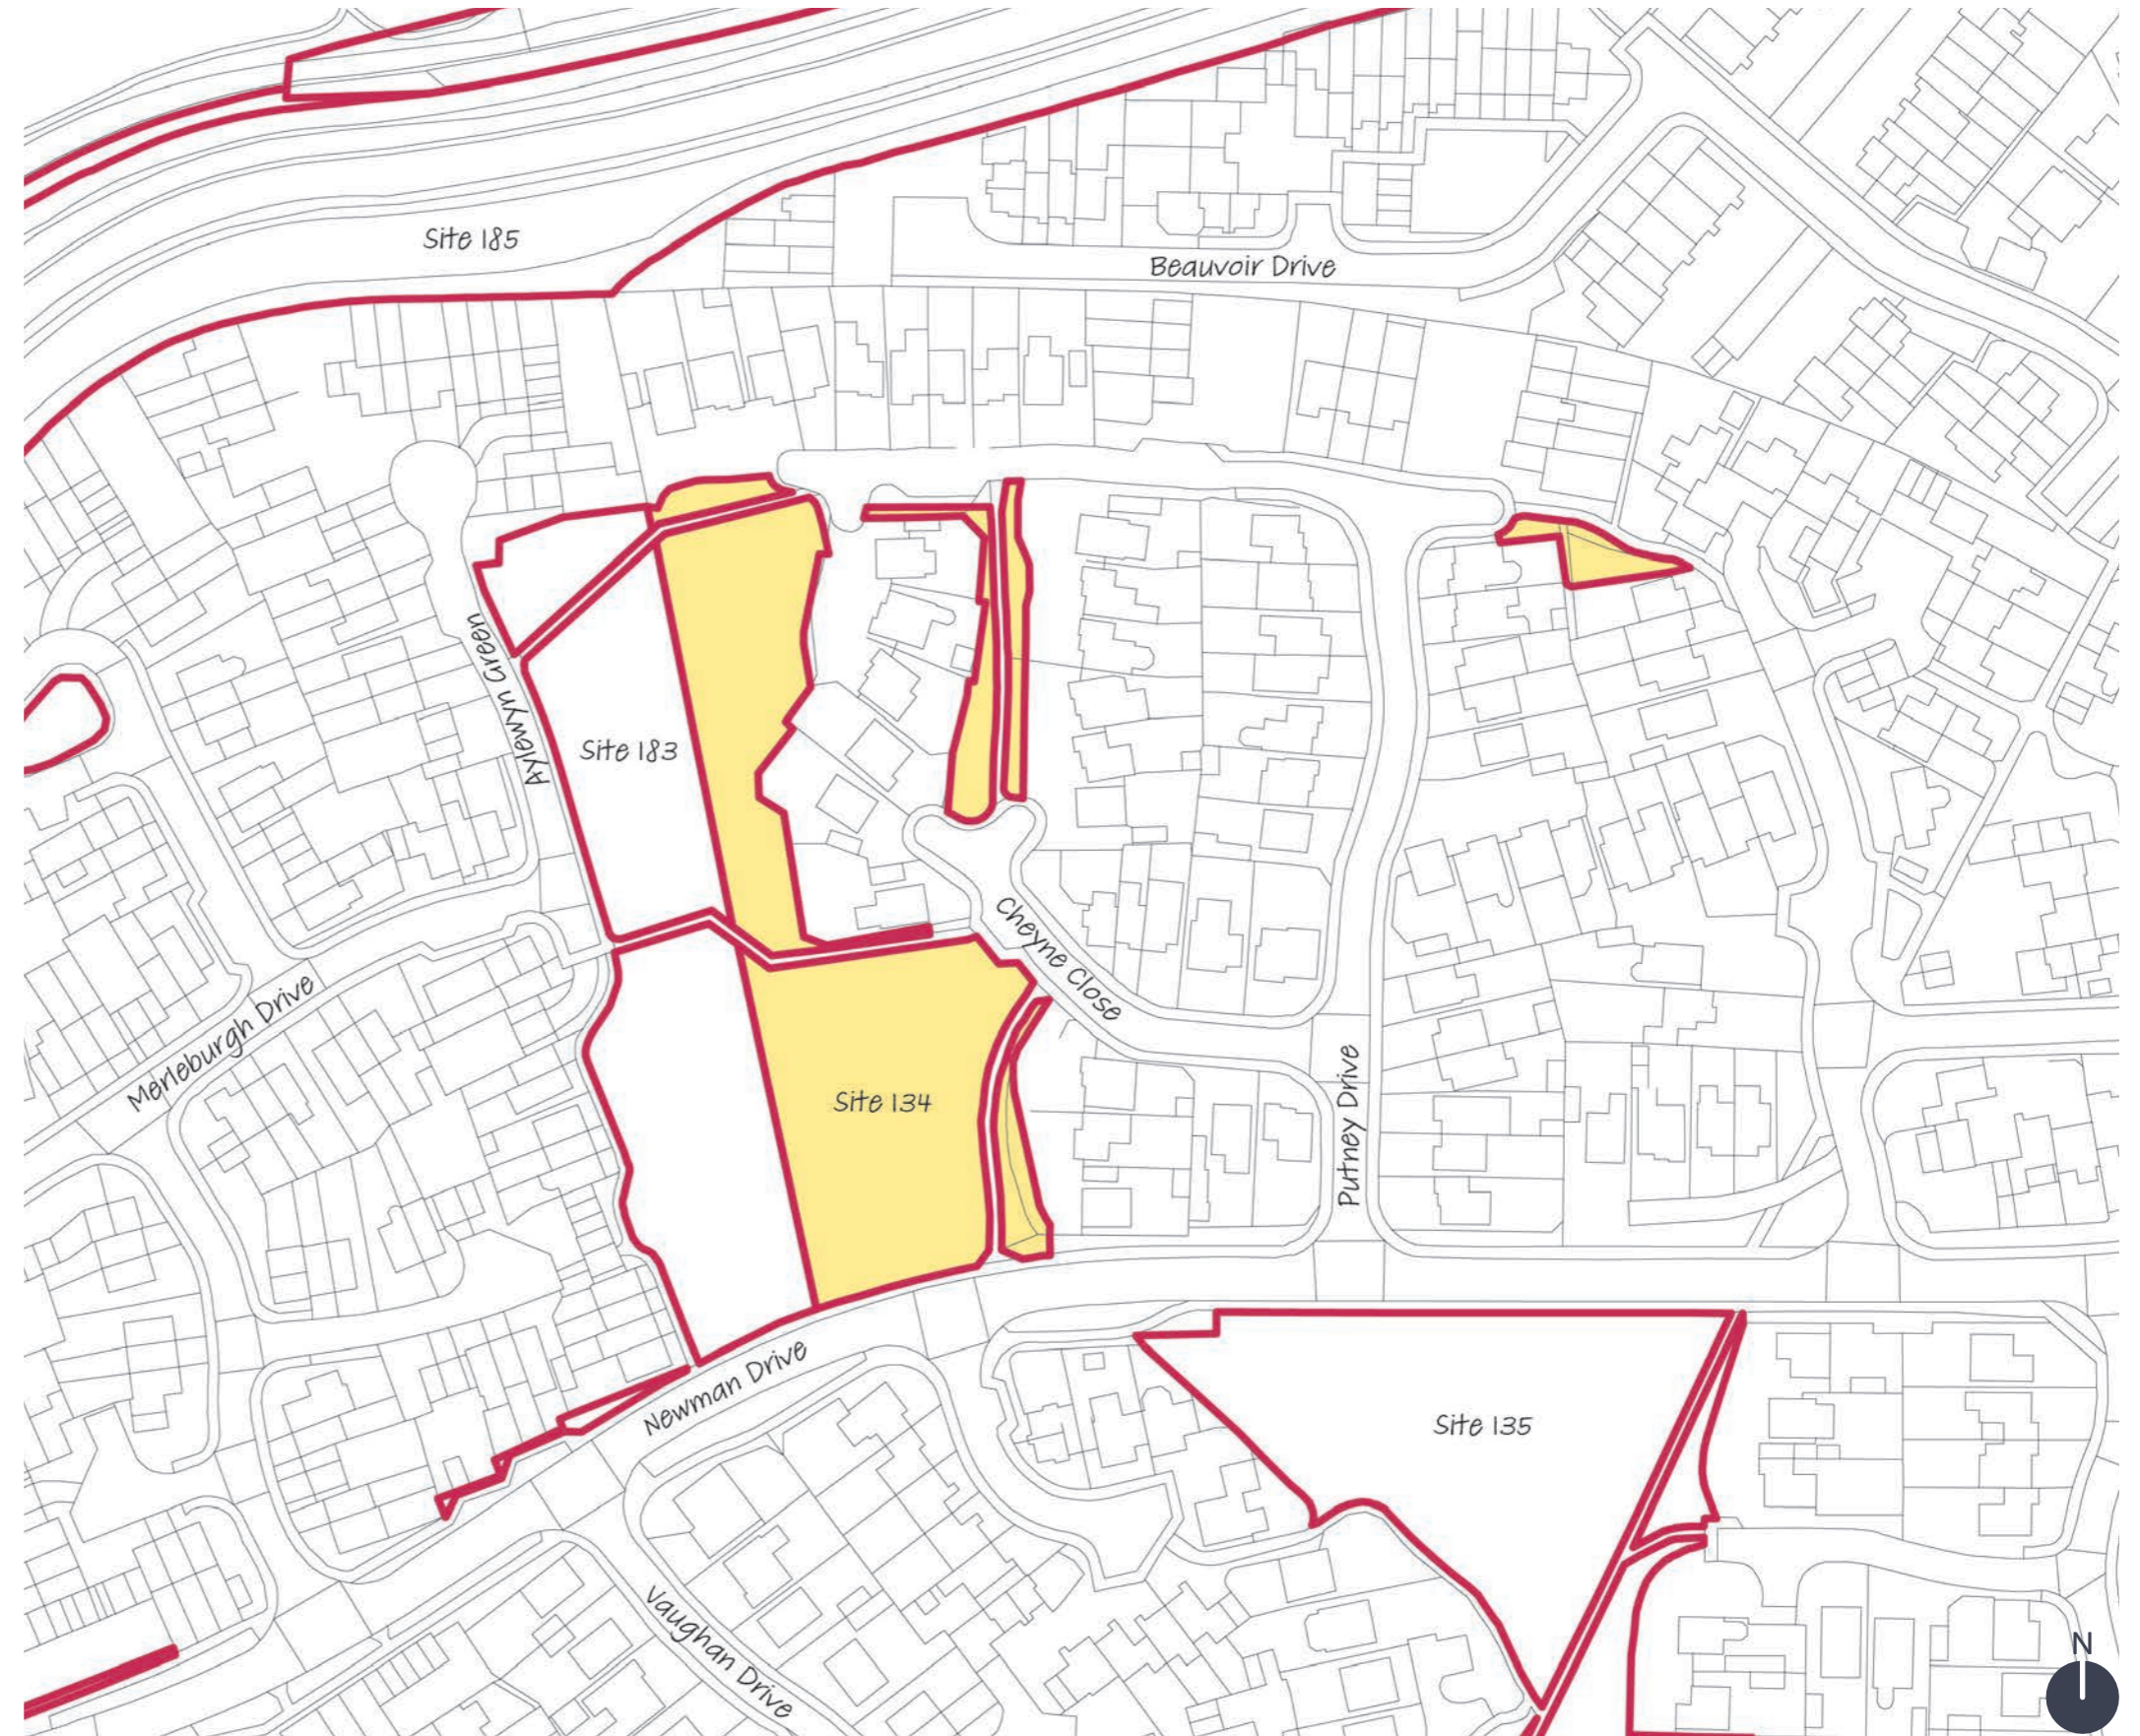 Site 185
Beauvoir Drive
Aylewyn Green
Site 183
Cheyne Close
Merleburgh Drive
Site 134
Putney Drive
Newman Drive
Site 135
Vaughan Drive
N